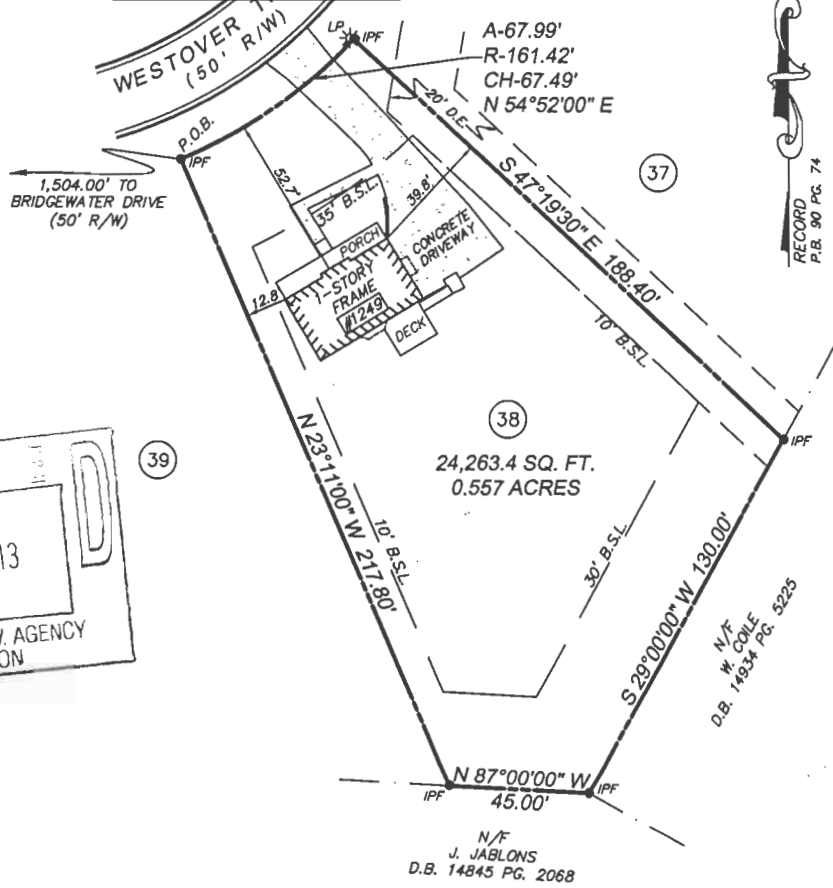 WESTOVER T
(50' R/W)
LP
IPF
A-67.99'
R-161.42'
CH-67.49'
N 54°52'00" E
P.O.B.
IPF
1,504.00' TO
BRIDGEWATER DRIVE
(50' R/W)
20' D.E.
S 47°19'30" E 188.40'
37
RECORD
P.B. 90 PG. 74
52.7'
35' B.S.L.
39.8'
PORCH
CONCRETE
DRIVEWAY
12.8
1-STORY
FRAME
#1249
DECK
10' B.S.L.
IPF
38
24,263.4 SQ. FT.
0.557 ACRES
39
N 23°11'00" W 217.80'
10' B.S.L.
30' B.S.L.
S 29°00'00" W 130.00'
N/F
W. COILE
D.B. 14934 PG. 5225
13
. AGENCY
ON
N 87°00'00" W
45.00'
IPF
IPF
N/F
J. JABLONS
D.B. 14845 PG. 2068